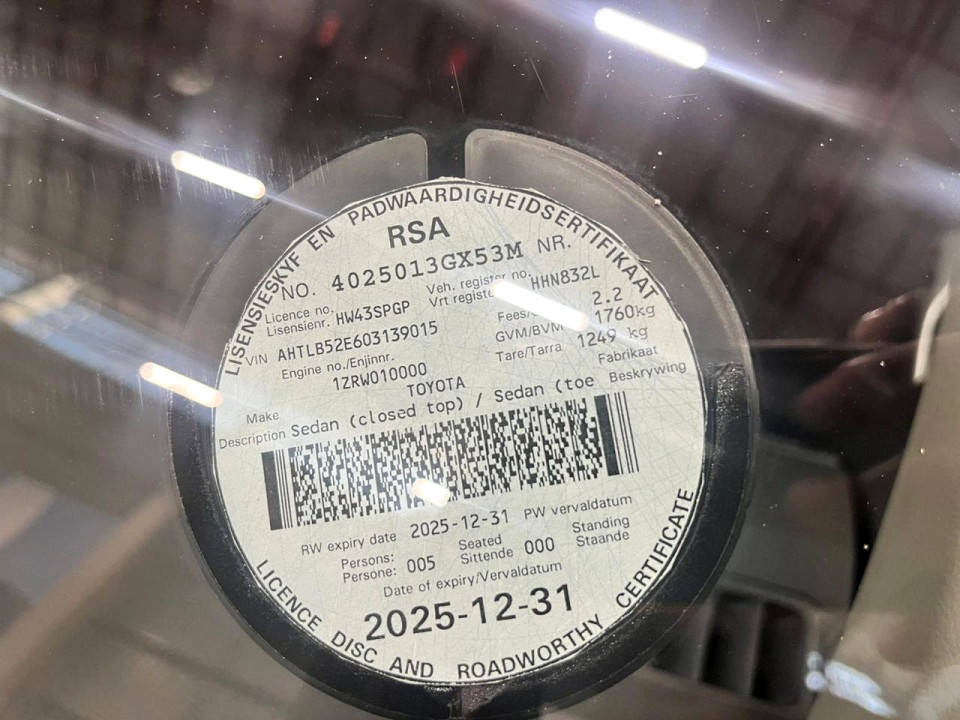 LISENSIESKYF EN PADWAARDIGHEIDSERTIFIKAAT
RSA
NO. 4025013GX53M NR.
Licence no. Veh. register no. HHN832L
Lisensienr. HW43SPGP Vrt registe
VIN AHTLB52E603139015 Fees/ 2.2
Engine no./Enjinnr. GVM/BVM 1760kg
1ZRW010000 Tare/Tarra 1249 kg
Make TOYOTA Fabrikaat
Description Sedan (closed top) / Sedan (toe Beskrywing
RW expiry date 2025-12-31 PW vervaldatum
Persons: 005 Seated 000 Standing
Persone: Sittende Staande
Date of expiry/Vervaldatum
2025-12-31
LICENCE DISC AND ROADWORTHY CERTIFICATE